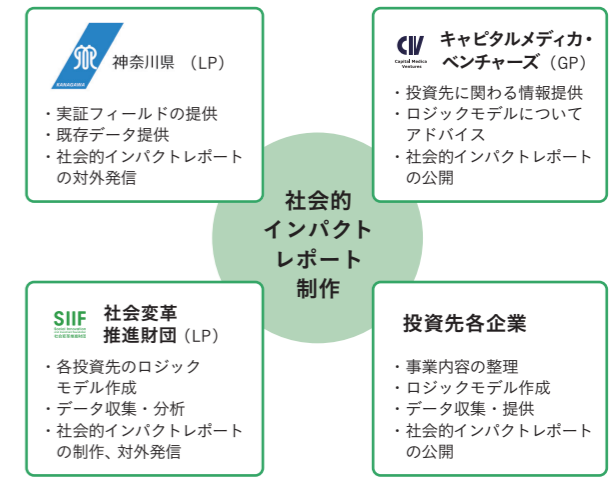 KANAGAWA
神奈川県 （LP）
・実証フィールドの提供
・既存データ提供
・社会的インパクトレポート
の対外発信
CIV
Capital Medica
Ventures
キャピタルメディカ・
ベンチャーズ（GP）
・投資先に関わる情報提供
・ロジックモデルについて
アドバイス
・社会的インパクトレポート
の公開
社会的
インパクト
レポート
制作
SIIF
社会変革推進財団
社会変革
推進財団（LP）
・各投資先のロジック
モデル作成
・データ収集・分析
・社会的インパクトレポート
の制作、対外発信
投資先各企業
・事業内容の整理
・ロジックモデル作成
・データ収集・提供
・社会的インパクトレポート
の公開